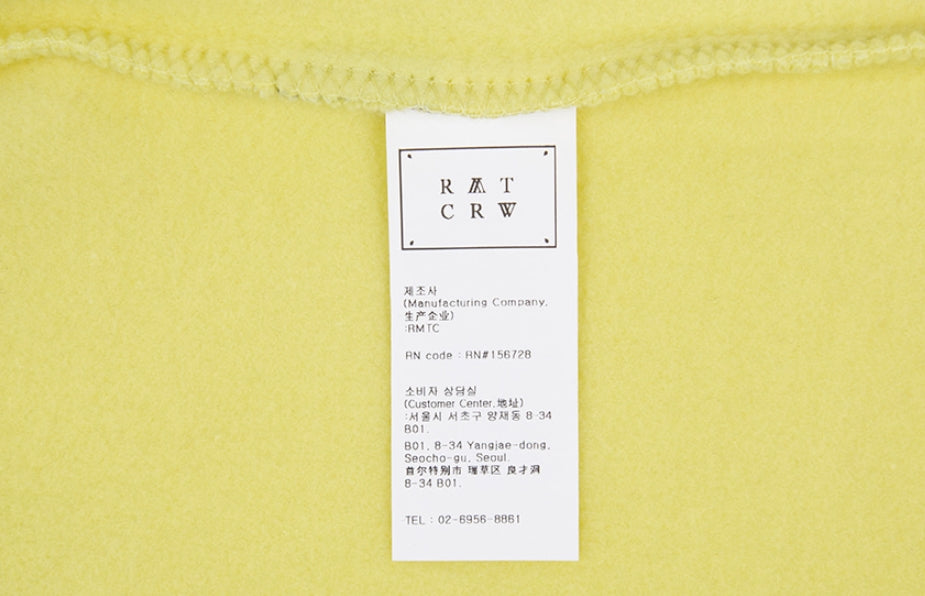 RMT
CRW
제조사
(Manufacturing Company,
生产企业)
:RMTC
RN code : RN#156728
소비자 상담실
(Customer Center,地址)
:서울시 서초구 양재동 8-34
B01.
B01, 8-34 Yangjae-dong,
Seocho-gu, Seoul.
首尔特别市 瑞草区 良才洞
8-34 B01.
TEL : 02-6956-8861